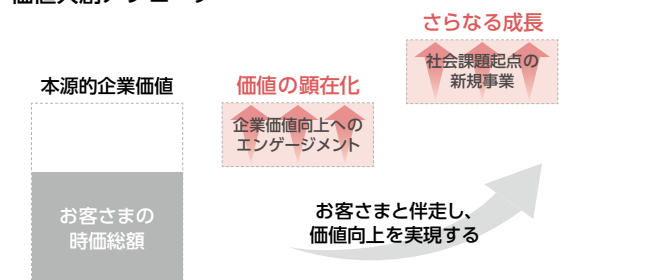 さらなる成長
社会課題起点の
新規事業
本源的企業価値
価値の顕在化
企業価値向上への
エンゲージメント
お客さまの
時価総額
お客さまと伴走し、
価値向上を実現する